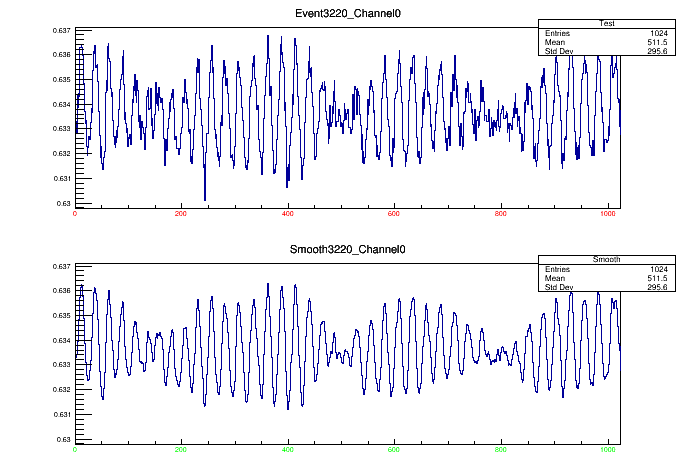 Event3220_Channel0
Test
Entries 1024
Mean 511.5
Std Dev 295.6
0.637
0.636
0.635
0.634
0.633
0.632
0.631
0.63
0 200 400 600 800 1000
Smooth3220_Channel0
Smooth
Entries 1024
Mean 511.5
Std Dev 295.6
0.637
0.636
0.635
0.634
0.633
0.632
0.631
0.63
0 200 400 600 800 1000